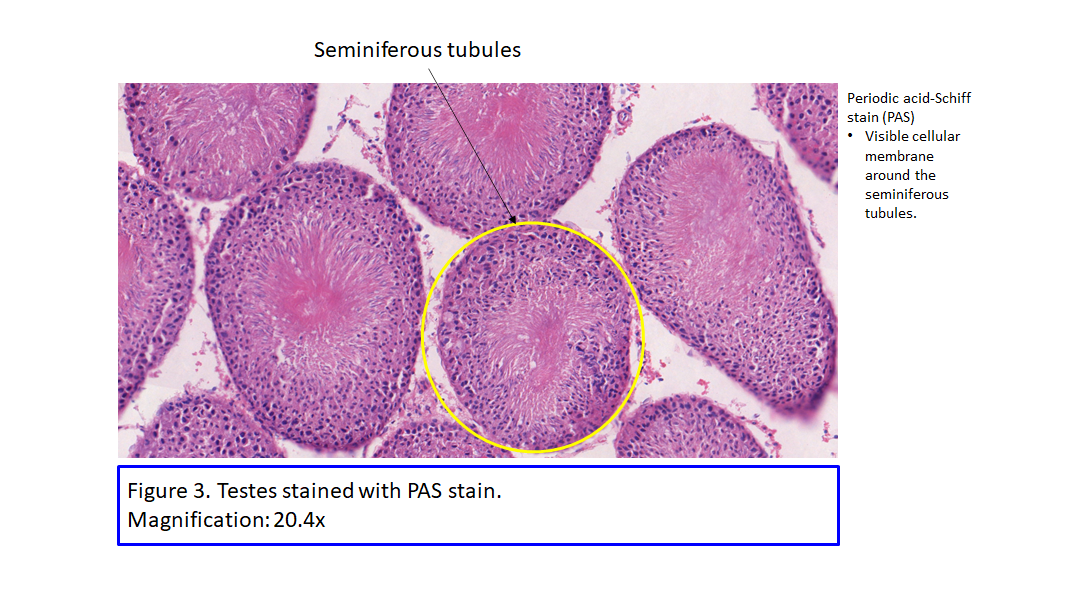 Seminiferous tubules
Periodic acid-Schiff
stain (PAS)
• Visible cellular
membrane
around the
seminiferous
tubules.
Figure 3. Testes stained with PAS stain.
Magnification: 20.4x